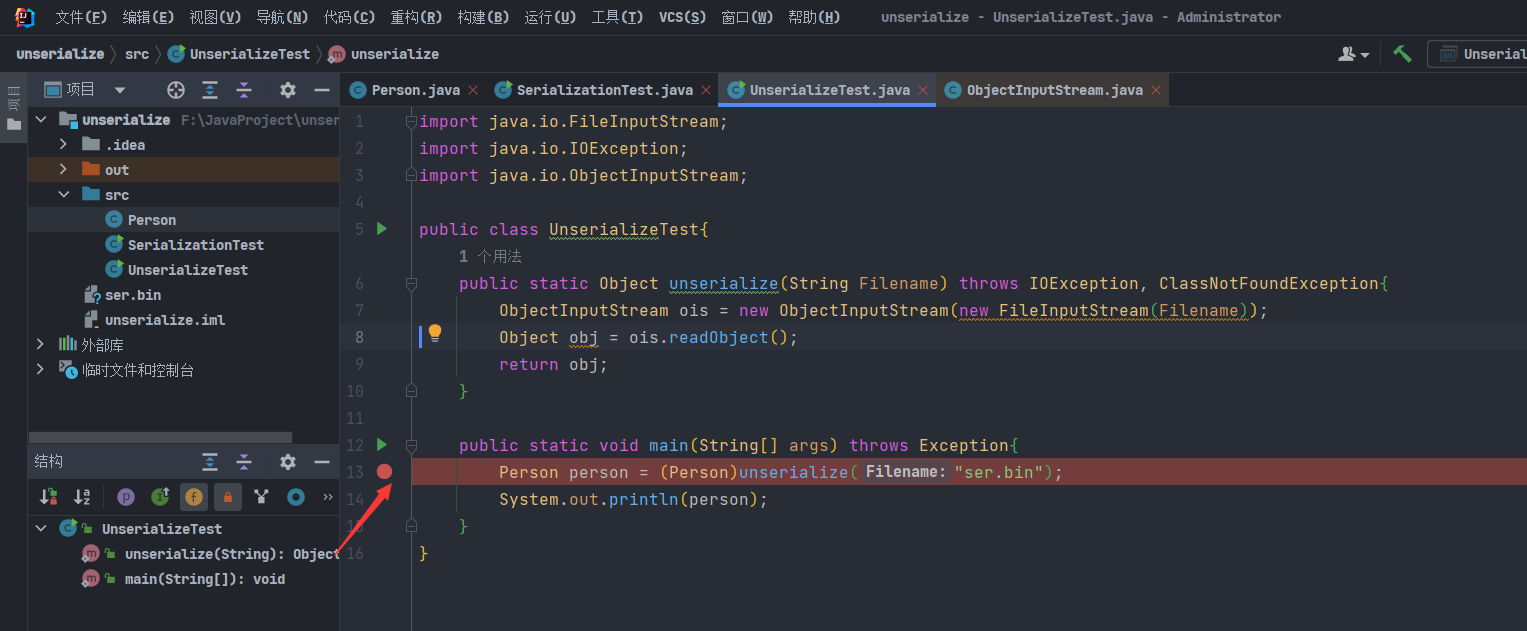 文件(F) 编辑(E) 视图(V) 导航(N) 代码(C) 重构(R) 构建(B) 运行(U) 工具(T) VCS(S) 窗口(W) 帮助(H) unserialize - UnserializeTest.java - Administrator
unserialize src UnserializeTest m unserialize Unserial
项目
项目
Person.java SerializationTest.java UnserializeTest.java ObjectInputStream.java
unserialize F:\JavaProject\unser
.idea
out
src
Person
SerializationTest
UnserializeTest
ser.bin
unserialize.iml
外部库
临时文件和控制台
1 import java.io.FileInputStream;
2 import java.io.IOException;
3 import java.io.ObjectInputStream;
4
5 public class UnserializeTest{
1 个用法
6 public static Object unserialize(String Filename) throws IOException, ClassNotFoundException{
7 ObjectInputStream ois = new ObjectInputStream(new FileInputStream(Filename));
8 Object obj = ois.readObject();
9 return obj;
10 }
11
12 public static void main(String[] args) throws Exception{
13 Person person = (Person)unserialize( Filename: "ser.bin");
14 System.out.println(person);
15 }
16 }
结构
UnserializeTest
unserialize(String): Object
main(String[]): void